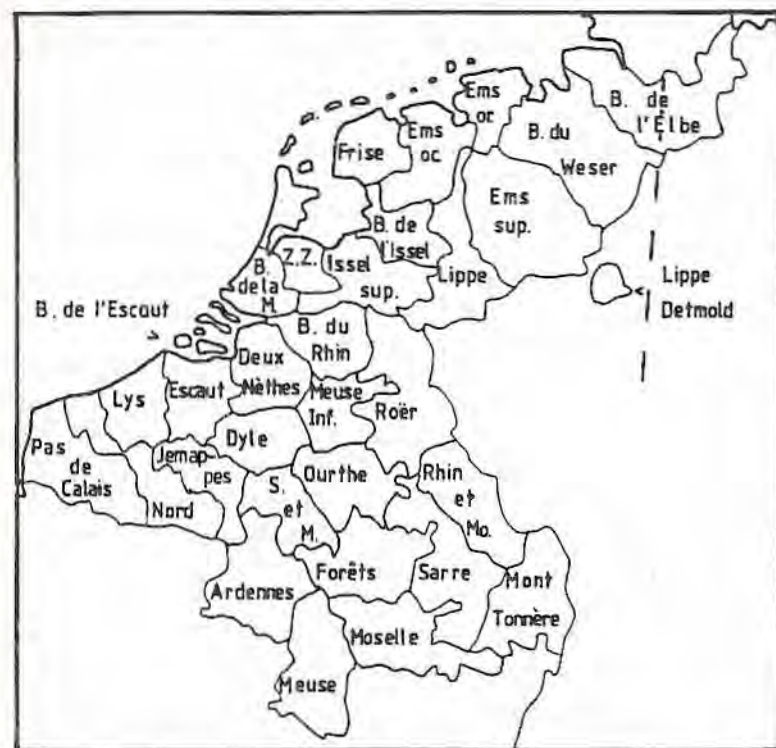 Ems
oc
Ems
oc
Frise
B. de
l'Elbe
B. du
Weser
Ems
sup.
B. de
l'Issel
Z.Z.
Issel
sup.
Lippe
B.
de la
M.
Lippe
Detmold
B. de l'Escaut
B. du
Rhin
Deux
Nèthes
Meuse
Inf.
Roër
Lys
Escaut
Dyle
Pas
de
Calais
Jemap-
pes
Nord
S.
et
M.
Ourthe
Rhin
et
Mo.
Ardennes
Forêts
Sarre
Mont
Tonnère
Moselle
Meuse